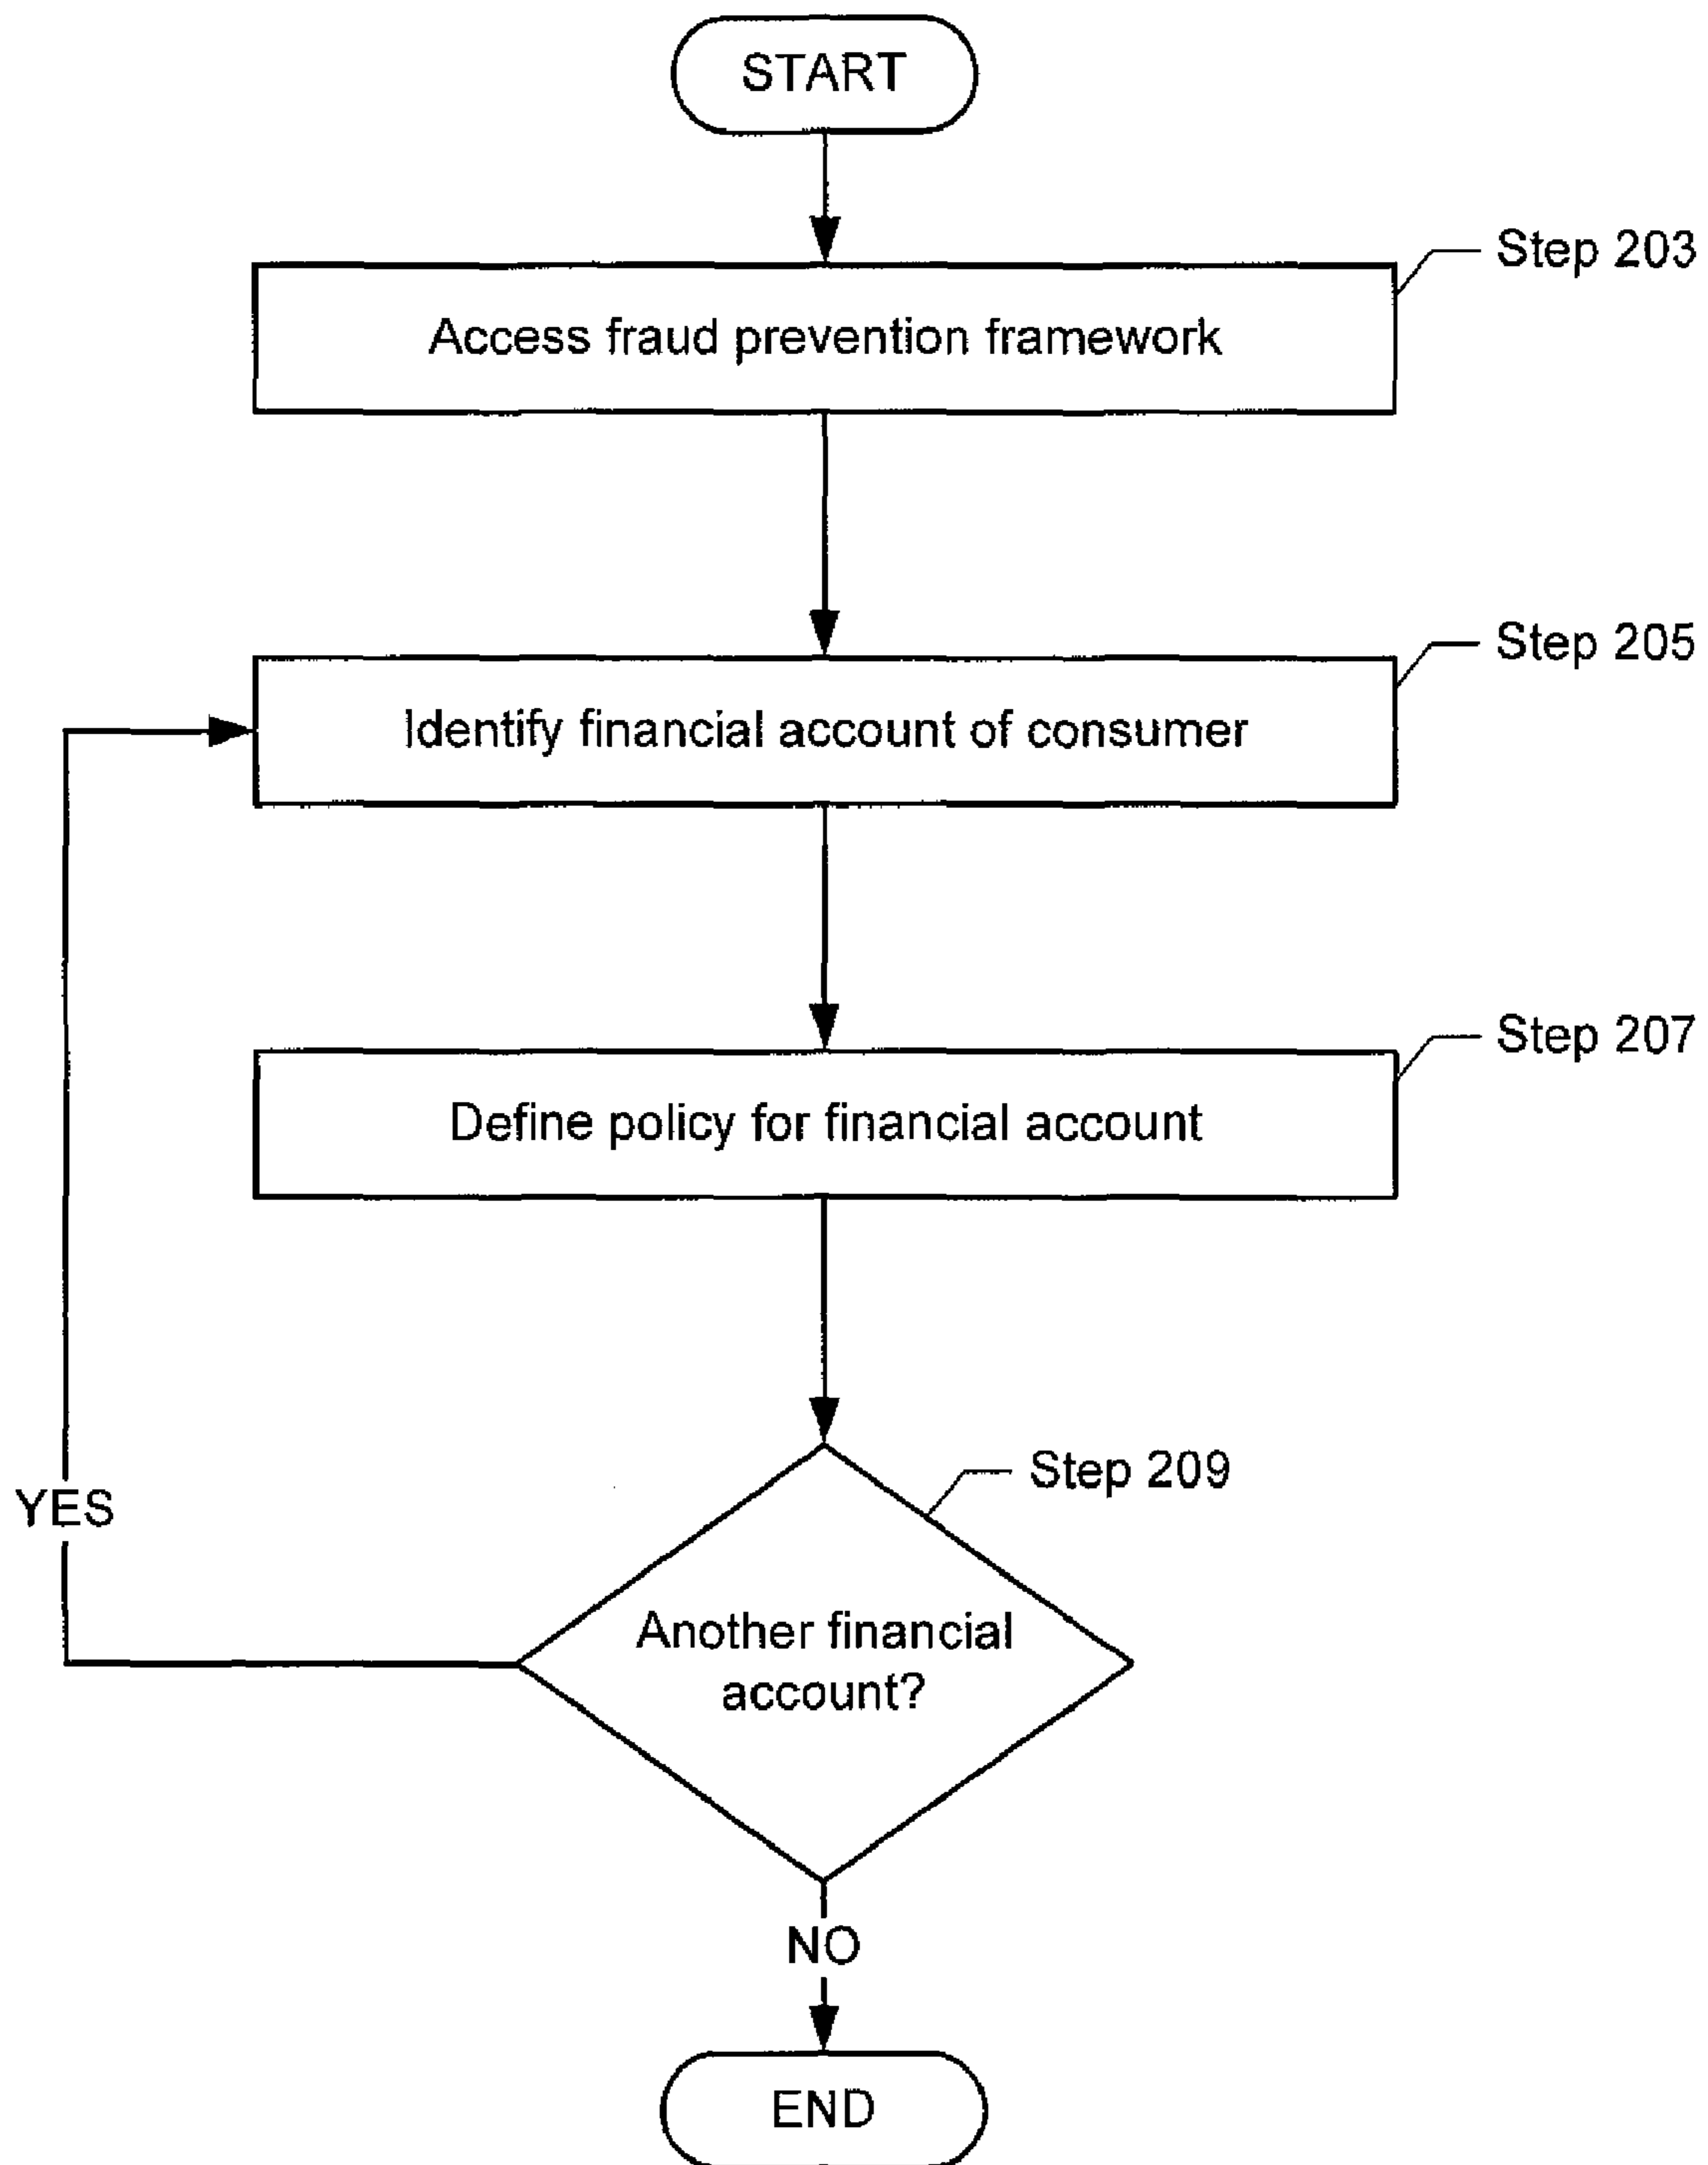 START
Step 203
Access fraud prevention framework
Step 205
Identify financial account of consumer
Step 207
Define policy for financial account
Step 209
YES
Another financial
account?
NO
END